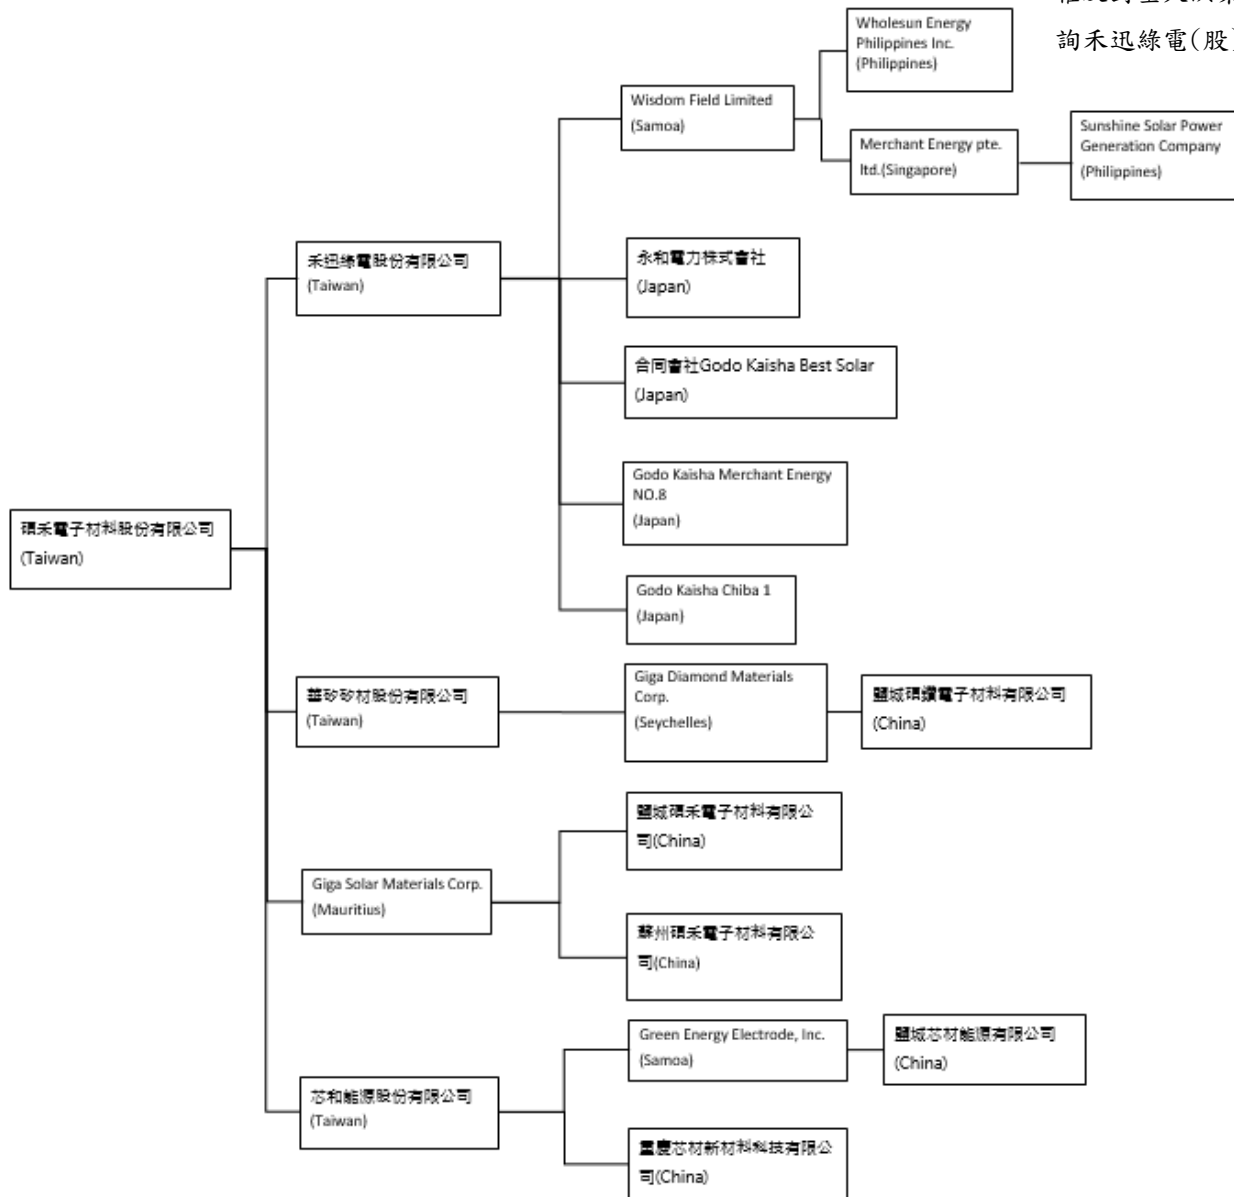 詢禾迅綠電(股)
Wholesun Energy
Philippines Inc.
(Philippines)
Wisdom Field Limited
(Samoa)
Merchant Energy pte.
ltd.(Singapore)
Sunshine Solar Power
Generation Company
(Philippines)
禾迅綠電股份有限公司
(Taiwan)
永和電力株式會社
(Japan)
合同會社Godo Kaisha Best Solar
(Japan)
Godo Kaisha Merchant Energy
NO.8
(Japan)
碩禾電子材料股份有限公司
(Taiwan)
Godo Kaisha Chiba 1
(Japan)
華矽矽材股份有限公司
(Taiwan)
Giga Diamond Materials
Corp.
(Seychelles)
鹽城碩鑽電子材料有限公司
(China)
鹽城碩禾電子材料有限公
司(China)
Giga Solar Materials Corp.
(Mauritius)
蘇州碩禾電子材料有限公
司(China)
Green Energy Electrode, Inc.
(Samoa)
鹽城芯材能源有限公司
(China)
芯和能源股份有限公司
(Taiwan)
重慶芯材新材料科技有限公
司(China)